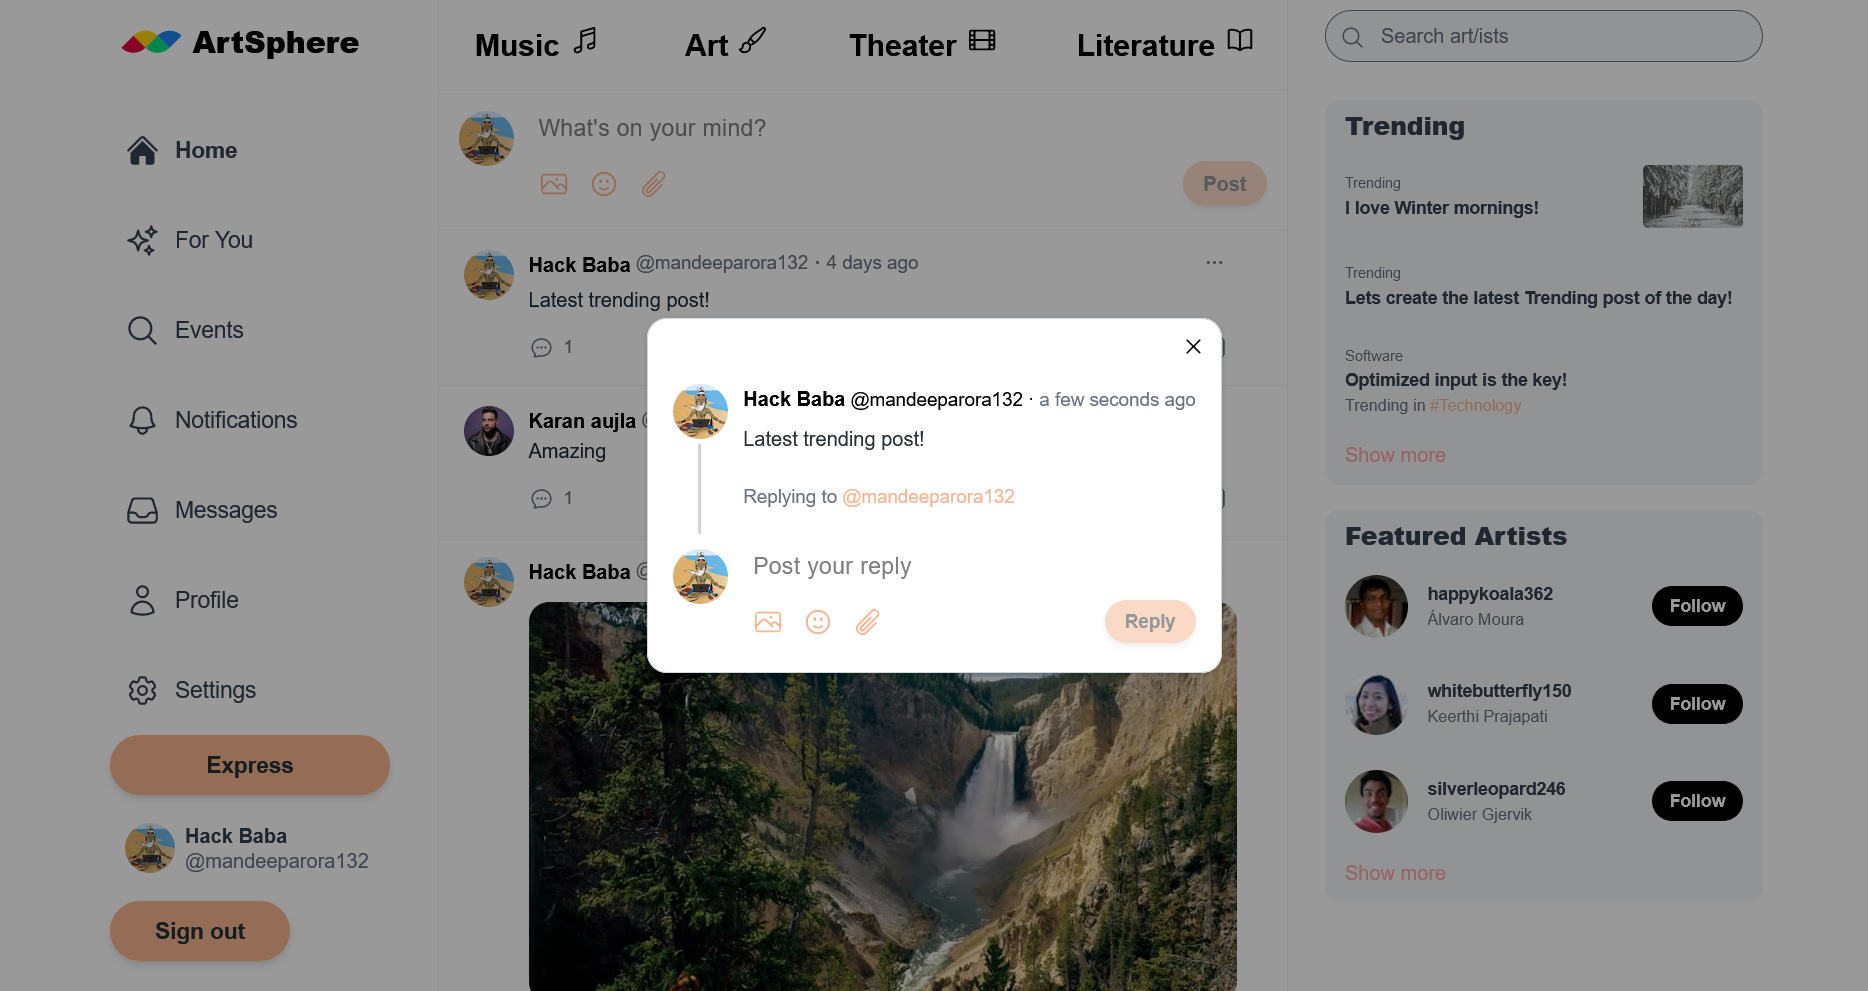 ArtSphere
Home
For You
Events
Notifications
Messages
Profile
Settings
Express
Hack Baba
@mandeeparora132
Sign out
Music
Art
Theater
Literature
What's on your mind?
Post
Hack Baba @mandeeparora132 · 4 days ago
Latest trending post!
1
Karan aujla
Amazing
1
Hack Baba
Hack Baba @mandeeparora132 · a few seconds ago
Latest trending post!
Replying to @mandeeparora132
Post your reply
Reply
Search art/ists
Trending
Trending
I love Winter mornings!
Trending
Lets create the latest Trending post of the day!
Software
Optimized input is the key!
Trending in #Technology
Show more
Featured Artists
happykoala362
Álvaro Moura
Follow
whitebutterfly150
Keerthi Prajapati
Follow
silverleopard246
Oliwier Gjervik
Follow
Show more